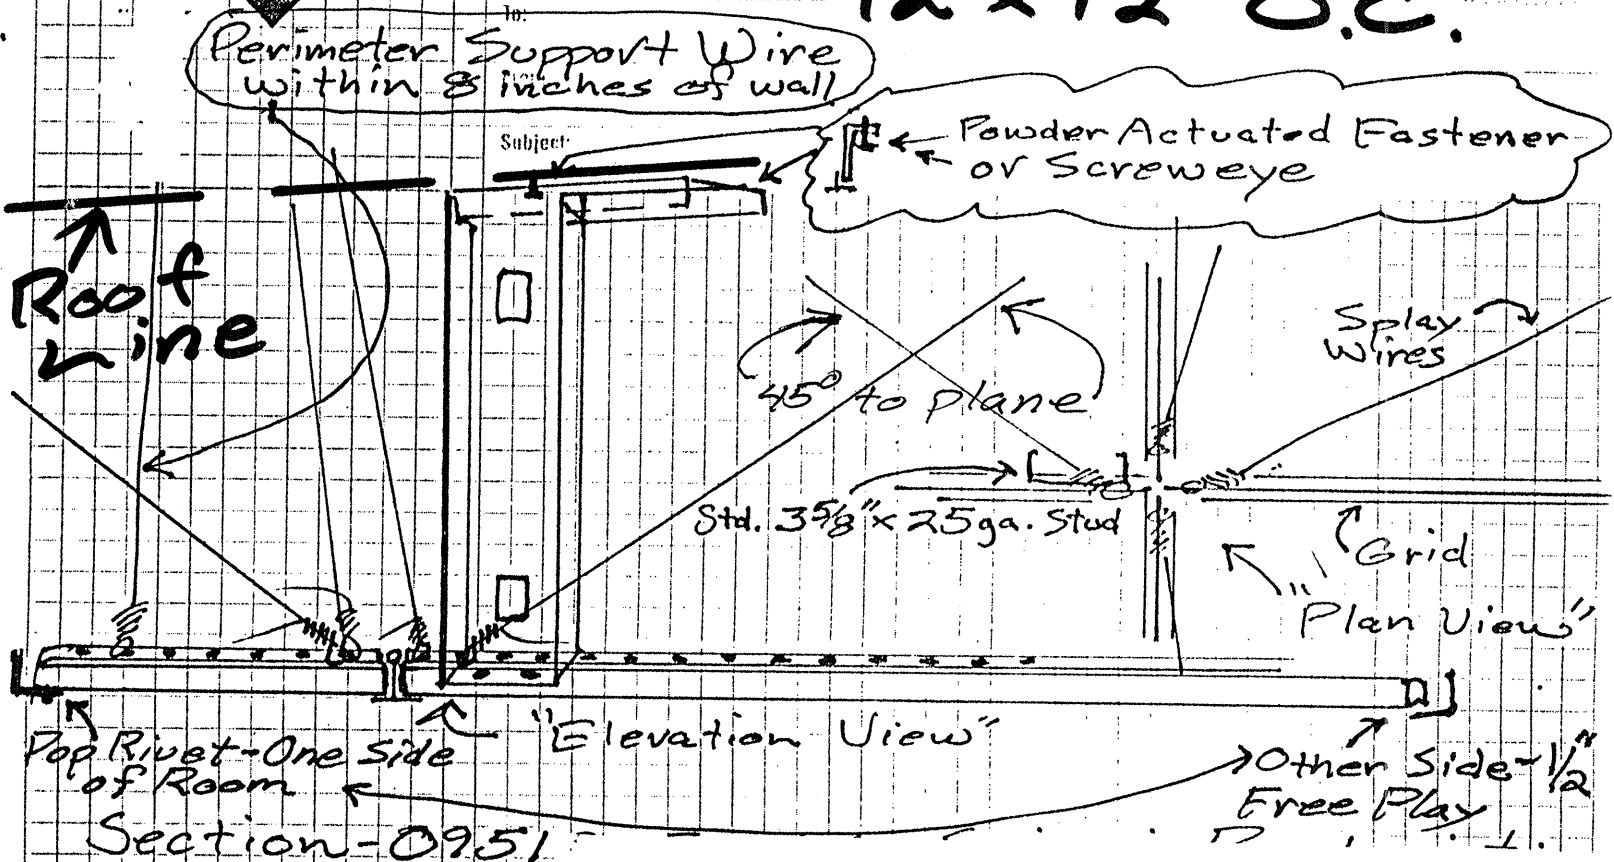 12 x 12 O.C.
To:
Perimeter Support Wire
within 8 inches of wall
Subject:
Powder Actuated Fastener
or Screweye
Roof
Line
Splay
Wires
45° to plane
Std. 3 5/8" x 25ga. Stud
Grid
"Plan View"
"Elevation View"
Pop Rivet-One Side
of Room
Other Side-1/2"
Free Play
Section-0951